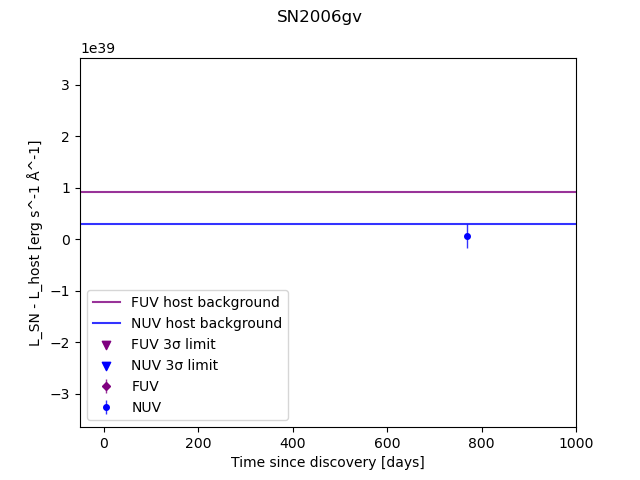 SN2006gv
1e39
L_SN - L_host [erg s^-1 Å^-1]
3
2
1
0
−1
−2
−3
FUV host background
NUV host background
FUV 3σ limit
NUV 3σ limit
FUV
NUV
0 200 400 600 800 1000
Time since discovery [days]